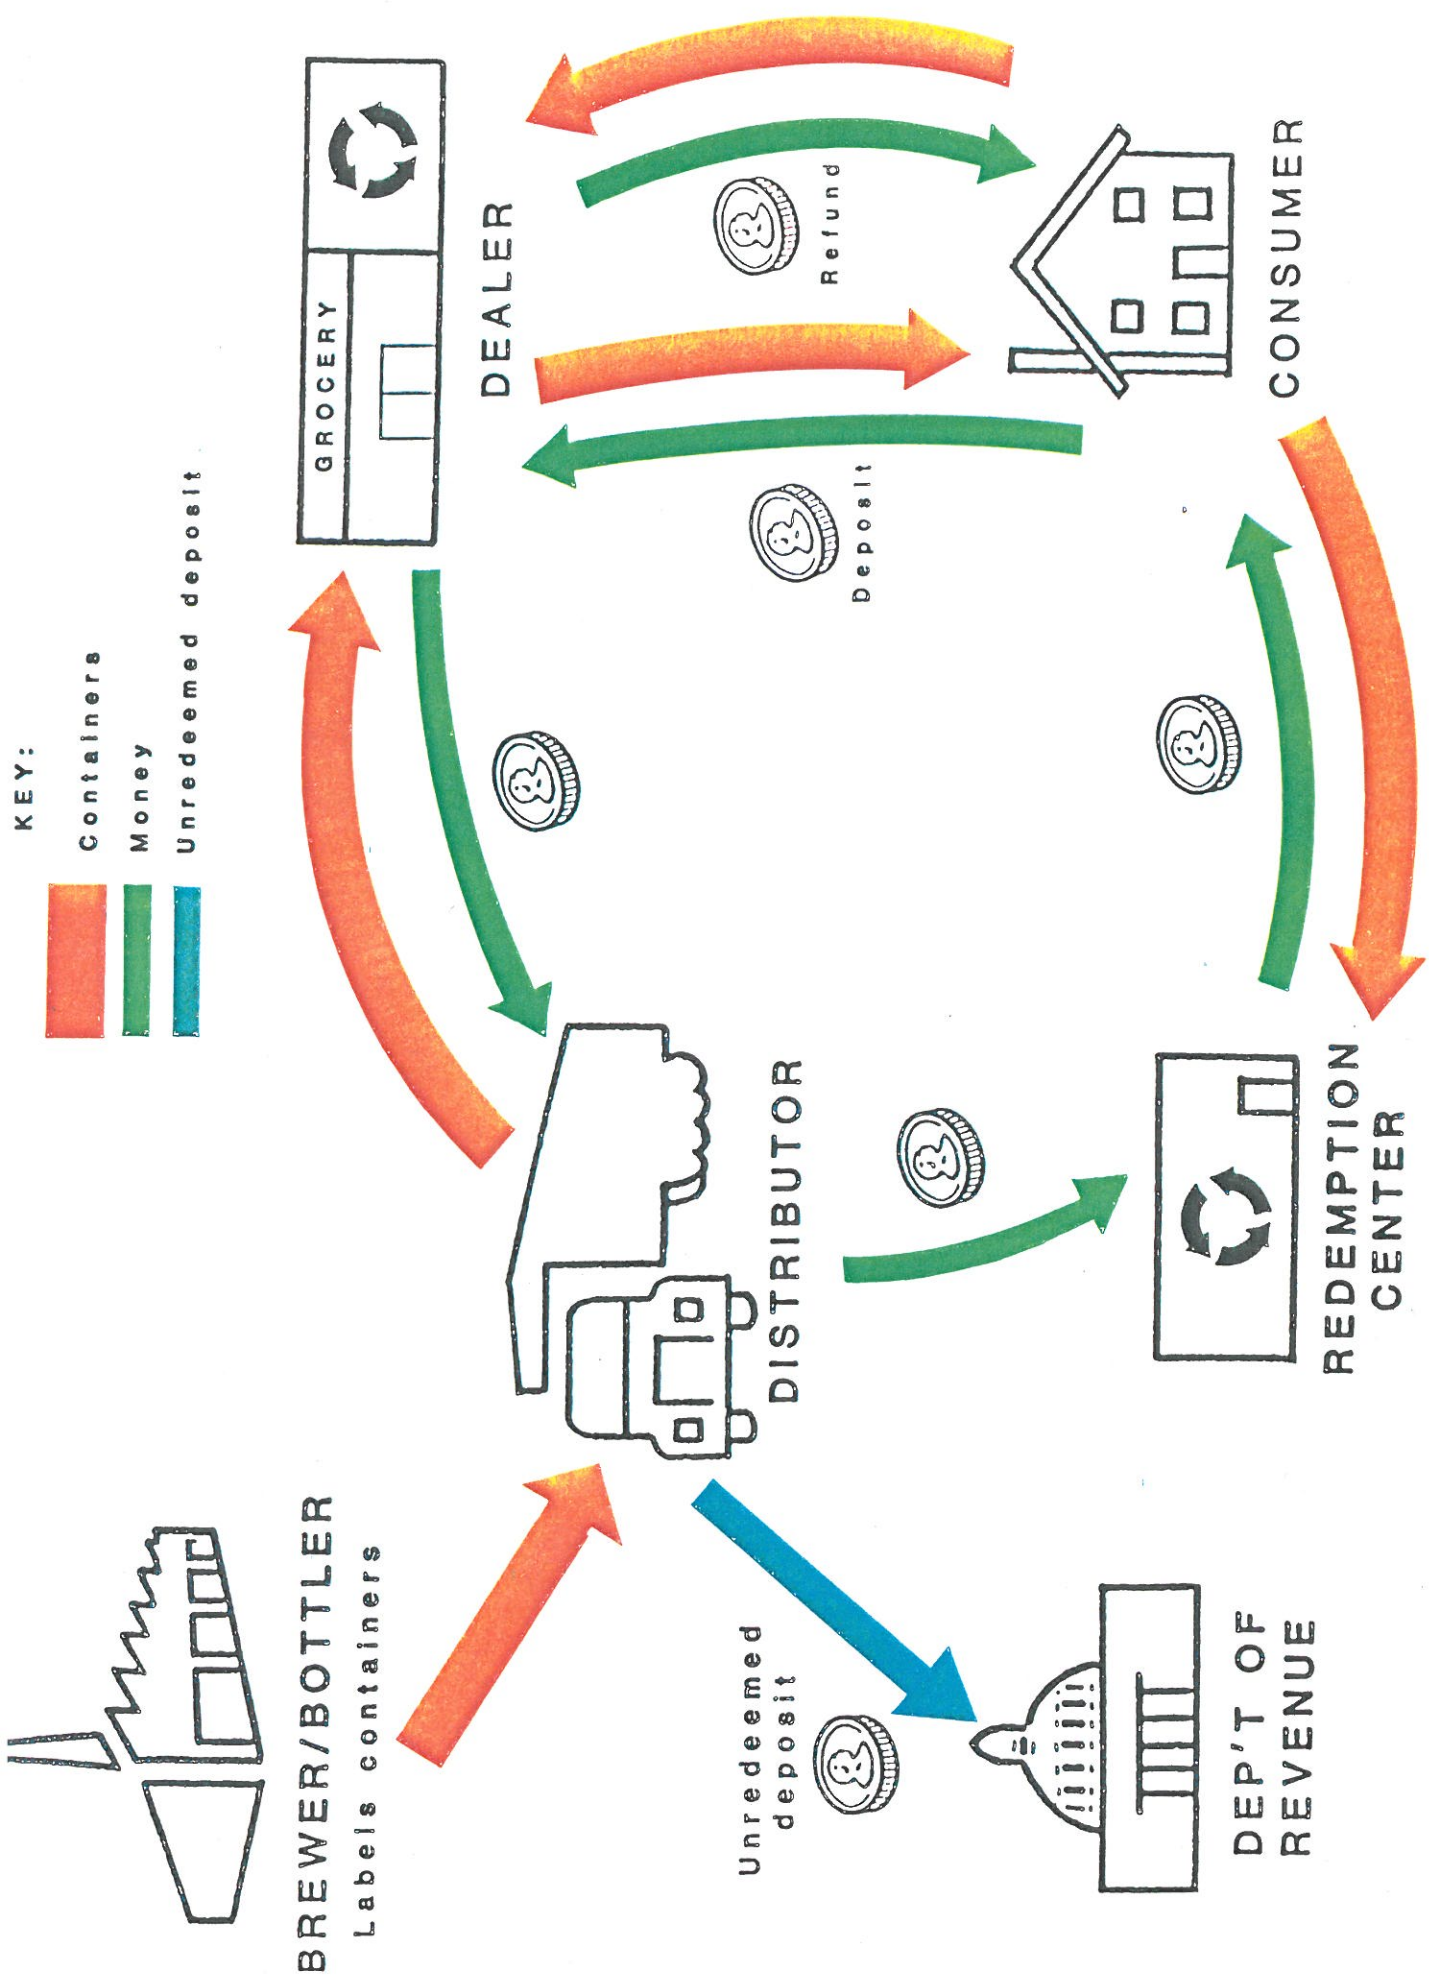 KEY:
Containers
Money
Unredeemed deposit
BREWER/BOTTLER
Labels containers
GROCERY
DEALER
DISTRIBUTOR
Refund
Deposit
Unredeemed
deposit
DEP'T OF
REVENUE
REDEMPTION
CENTER
CONSUMER